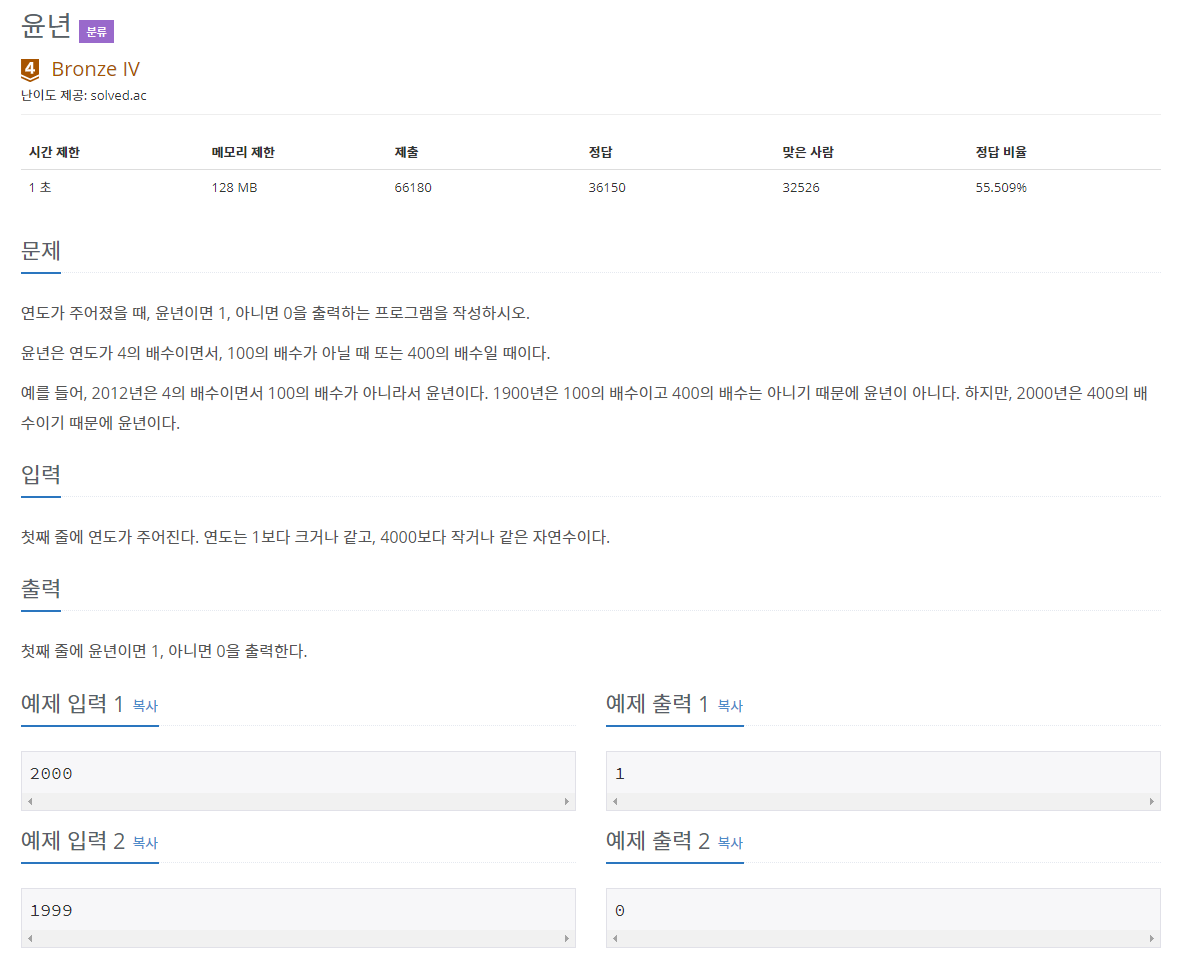 윤년 분류
4 Bronze IV
난이도 제공: solved.ac
시간 제한 메모리 제한 제출 정답 맞은 사람 정답 비율
1 초 128 MB 66180 36150 32526 55.509%
문제
연도가 주어졌을 때, 윤년이면 1, 아니면 0을 출력하는 프로그램을 작성하시오.
윤년은 연도가 4의 배수이면서, 100의 배수가 아닐 때 또는 400의 배수일 때이다.
예를 들어, 2012년은 4의 배수이면서 100의 배수가 아니라서 윤년이다. 1900년은 100의 배수이고 400의 배수는 아니기 때문에 윤년이 아니다. 하지만, 2000년은 400의 배
수이기 때문에 윤년이다.
입력
첫째 줄에 연도가 주어진다. 연도는 1보다 크거나 같고, 4000보다 작거나 같은 자연수이다.
출력
첫째 줄에 윤년이면 1, 아니면 0을 출력한다.
예제 입력 1 복사 예제 출력 1 복사
2000 1
예제 입력 2 복사 예제 출력 2 복사
1999 0